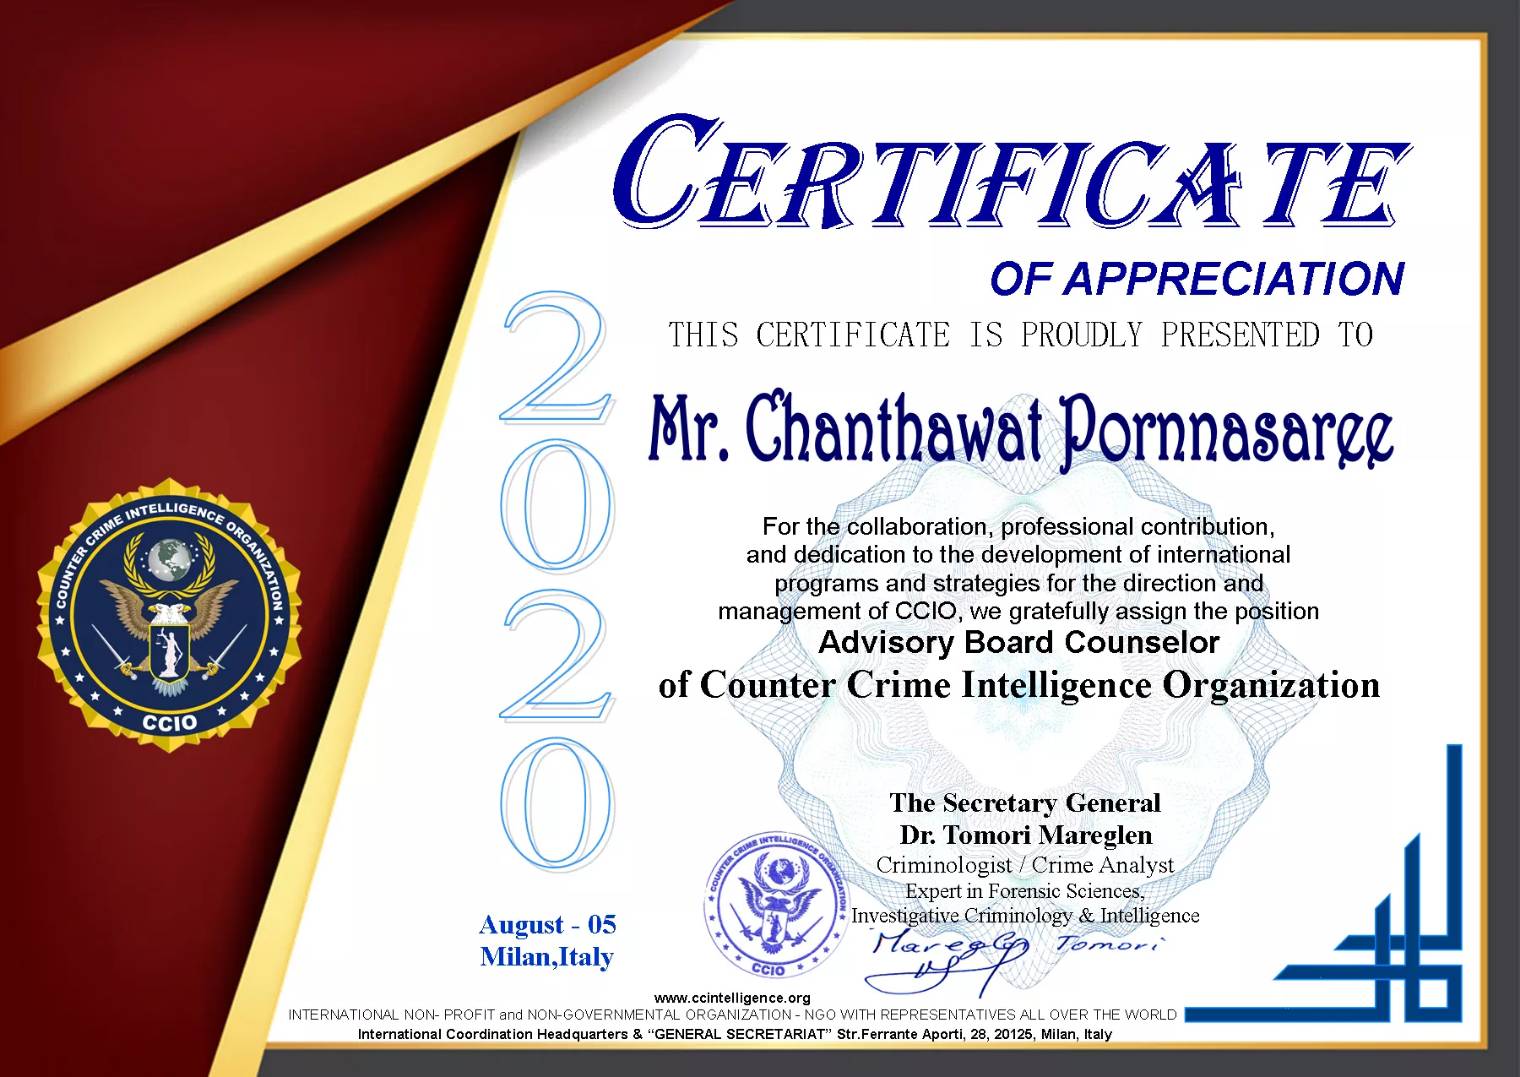 CERTIFICATE
OF APPRECIATION
THIS CERTIFICATE IS PROUDLY PRESENTED TO
Mr. Chanthawat Pornnasaree
2020
For the collaboration, professional contribution,
and dedication to the development of international
programs and strategies for the direction and
management of CCIO, we gratefully assign the position
Advisory Board Counselor
of Counter Crime Intelligence Organization
COUNTER CRIME INTELLIGENCE ORGANIZATION
CCIO
The Secretary General
Dr. Tomori Mareglen
Criminologist / Crime Analyst
Expert in Forensic Sciences,
Investigative Criminology & Intelligence
COUNTER CRIME INTELLIGENCE ORGANIZATION
CCIO
Mareglen Tomori
August - 05
Milan,Italy
www.ccintelligence.org
INTERNATIONAL NON- PROFIT and NON-GOVERNMENTAL ORGANIZATION - NGO WITH REPRESENTATIVES ALL OVER THE WORLD
International Coordination Headquarters & “GENERAL SECRETARIAT” Str.Ferrante Aporti, 28, 20125, Milan, Italy